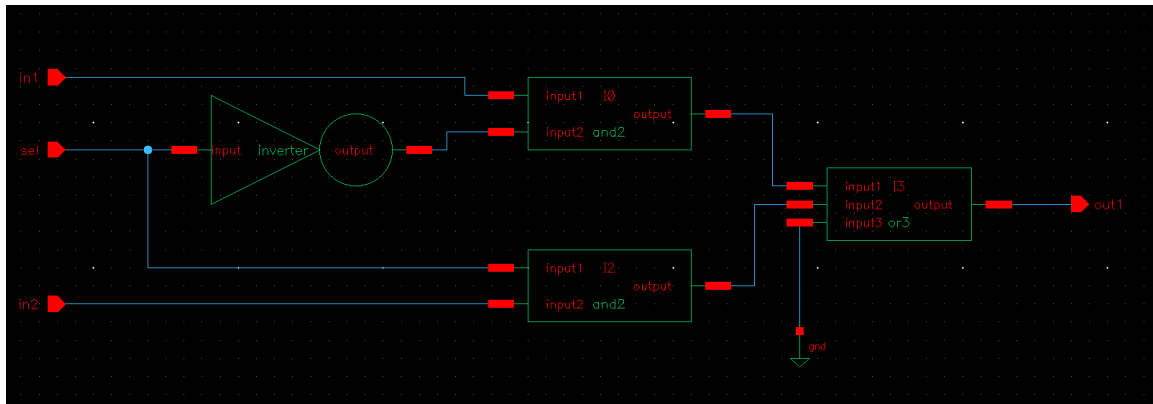 in1
input1 I0
output
input2 and2
sel
input inverter output
input1 I3
input2 output
input3 or3
out1
input1 I2
output
input2 and2
in2
gnd